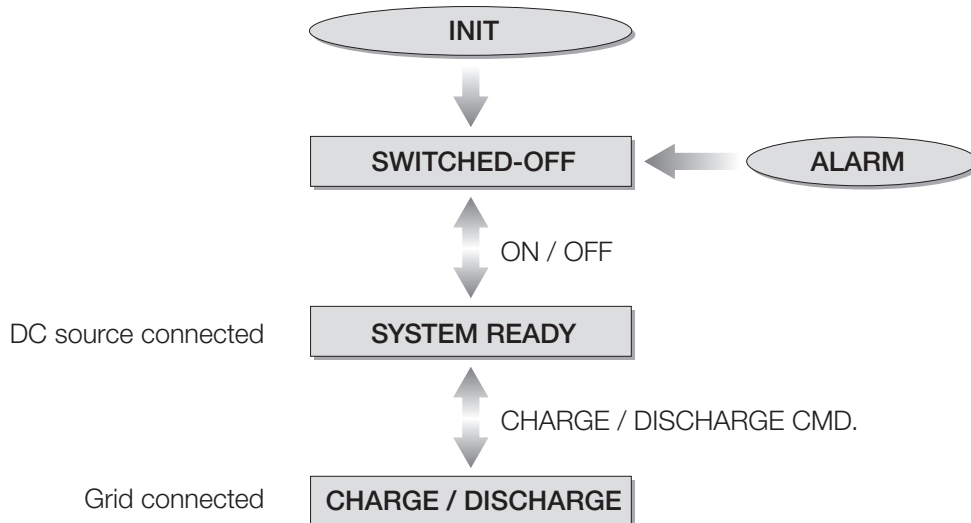 INIT
SWITCHED-OFF
ALARM
ON / OFF
DC source connected
SYSTEM READY
CHARGE / DISCHARGE CMD.
Grid connected
CHARGE / DISCHARGE